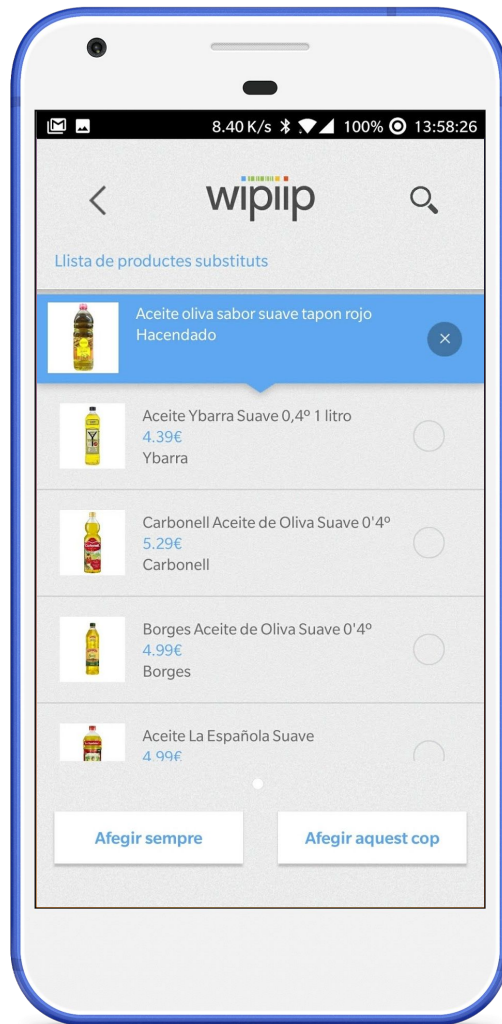 8.40 K/s 100% 13:58:26
wipiip
Llista de productes substituts
Aceite oliva sabor suave tapon rojo
Hacendado
Aceite Ybarra Suave 0,4º 1 litro
4.39€
Ybarra
Carbonell Aceite de Oliva Suave 0'4º
5.29€
Carbonell
Borges Aceite de Oliva Suave 0'4º
4.99€
Borges
Aceite La Española Suave
4.99€
Afegir sempre
Afegir aquest cop